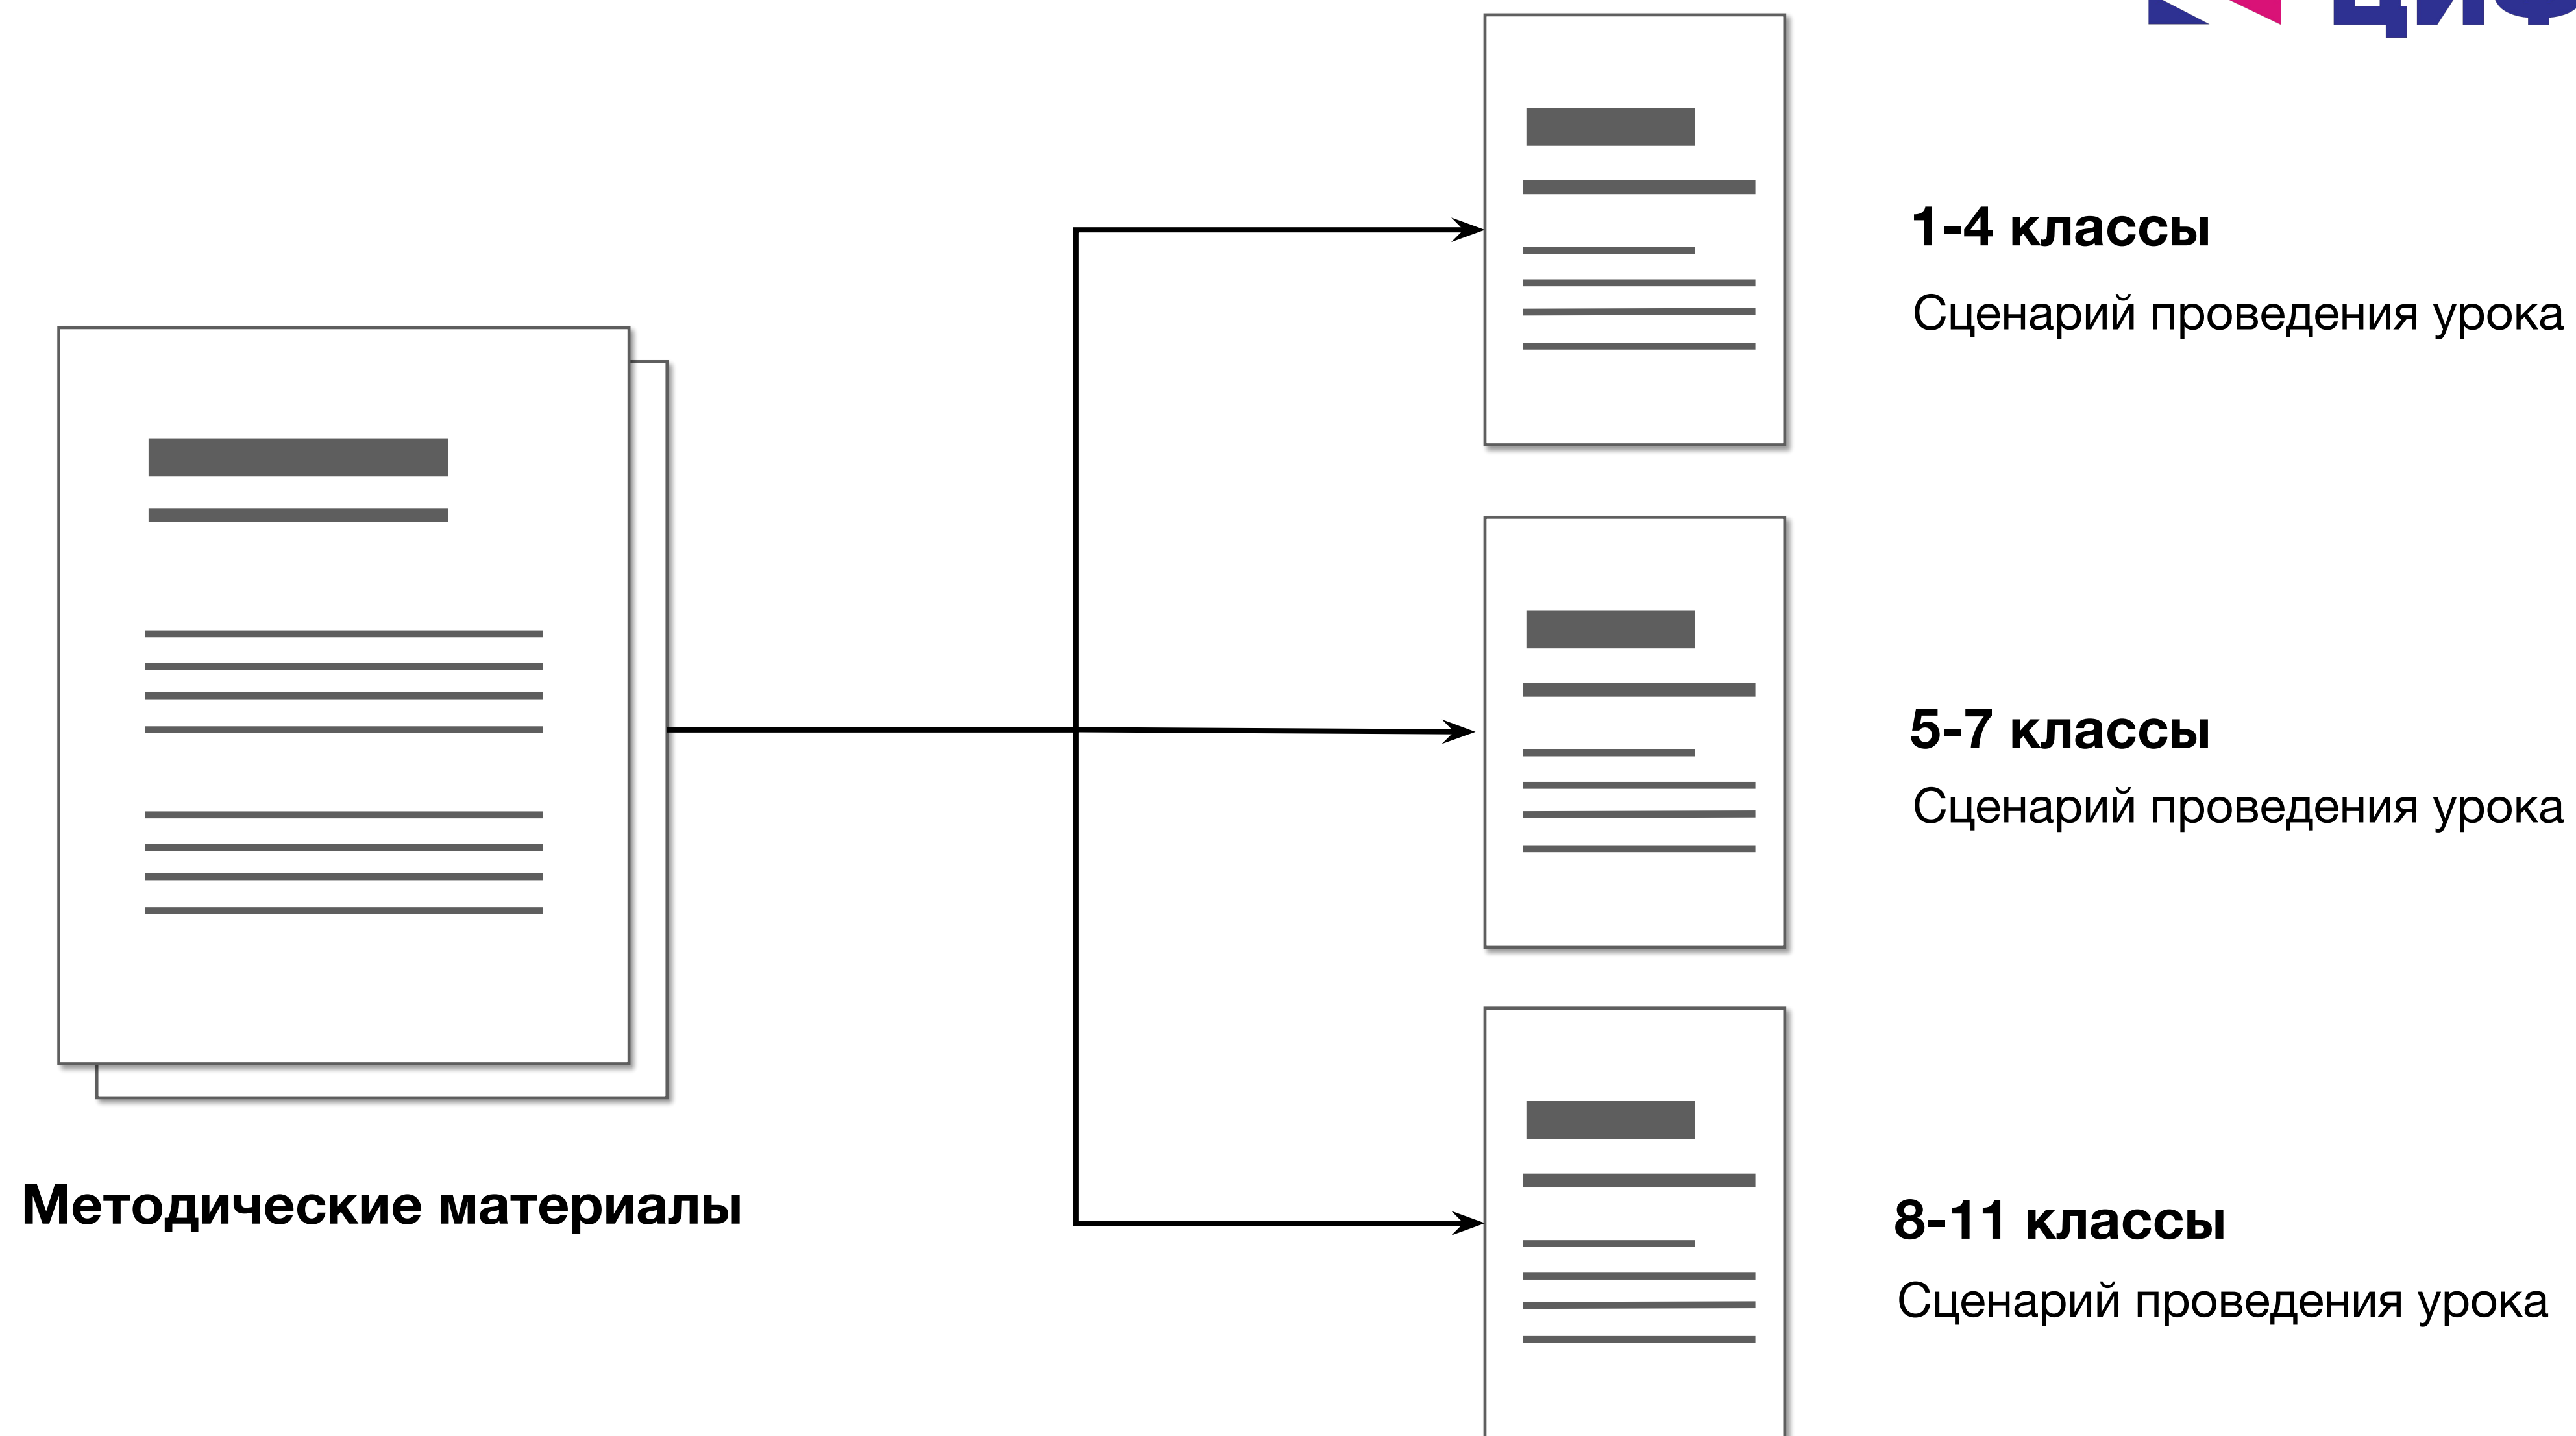 1-4 классы
Сценарий проведения урока
5-7 классы
Сценарий проведения урока
Методические материалы
8-11 классы
Сценарий проведения урока